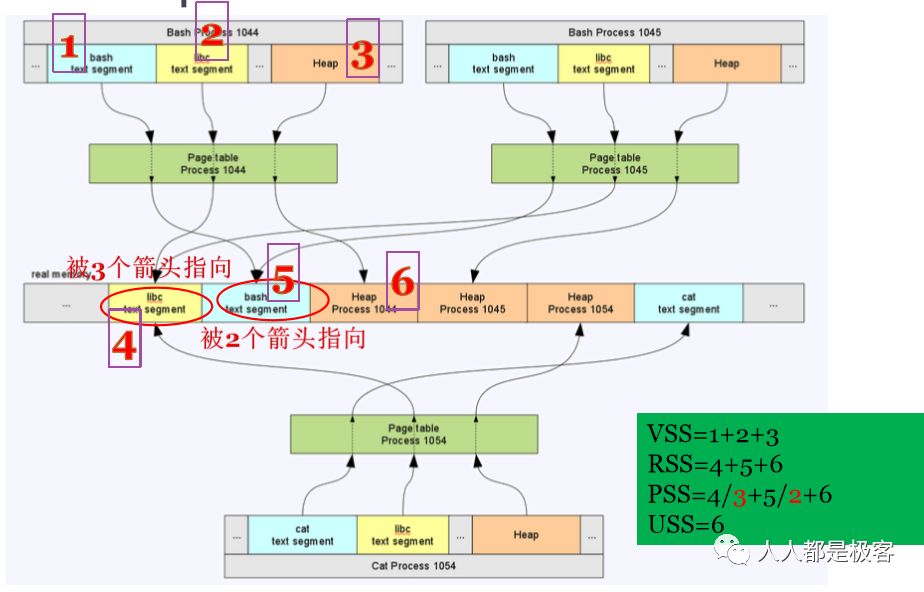 Bash Process 1044
Bash Process 1045
1
2
3
...
bash
text segment
libc
text segment
...
Heap
...
...
bash
text segment
libc
text segment
...
Heap
...
Page table
Process 1044
Page table
Process 1045
被3个箭头指向
real memory
5
6
...
libc
text segment
bash
text segment
Heap
Process 1044
Heap
Process 1045
Heap
Process 1054
cat
text segment
...
4
被2个箭头指向
Page table
Process 1054
VSS=1+2+3
RSS=4+5+6
PSS=4/3+5/2+6
USS=6
...
cat
text segment
libc
text segment
...
Heap
...
Cat Process 1054
人人都是极客